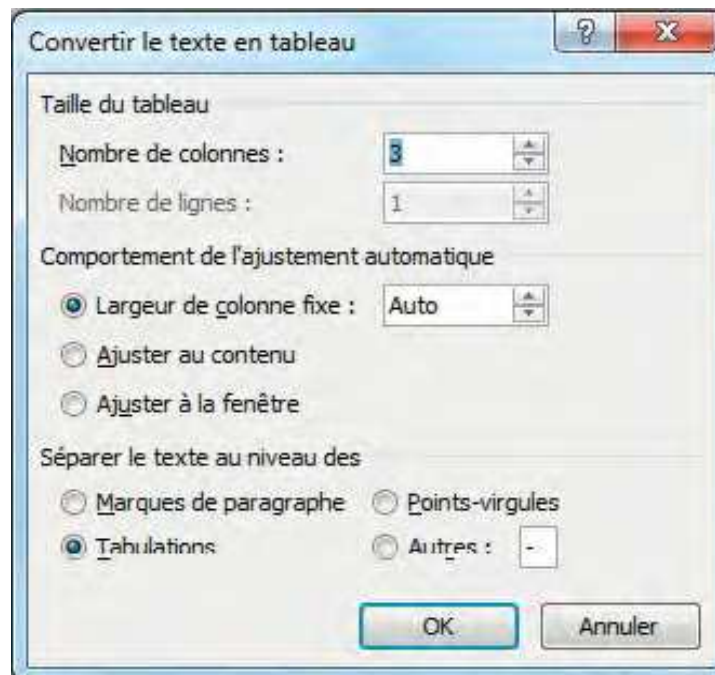 Convertir le texte en tableau
Taille du tableau
Nombre de colonnes : 3
Nombre de lignes : 1
Comportement de l'ajustement automatique
Largeur de colonne fixe : Auto
Ajuster au contenu
Ajuster à la fenêtre
Séparer le texte au niveau des
Marques de paragraphe Points-virgules
Tabulations Autres : -
OK Annuler